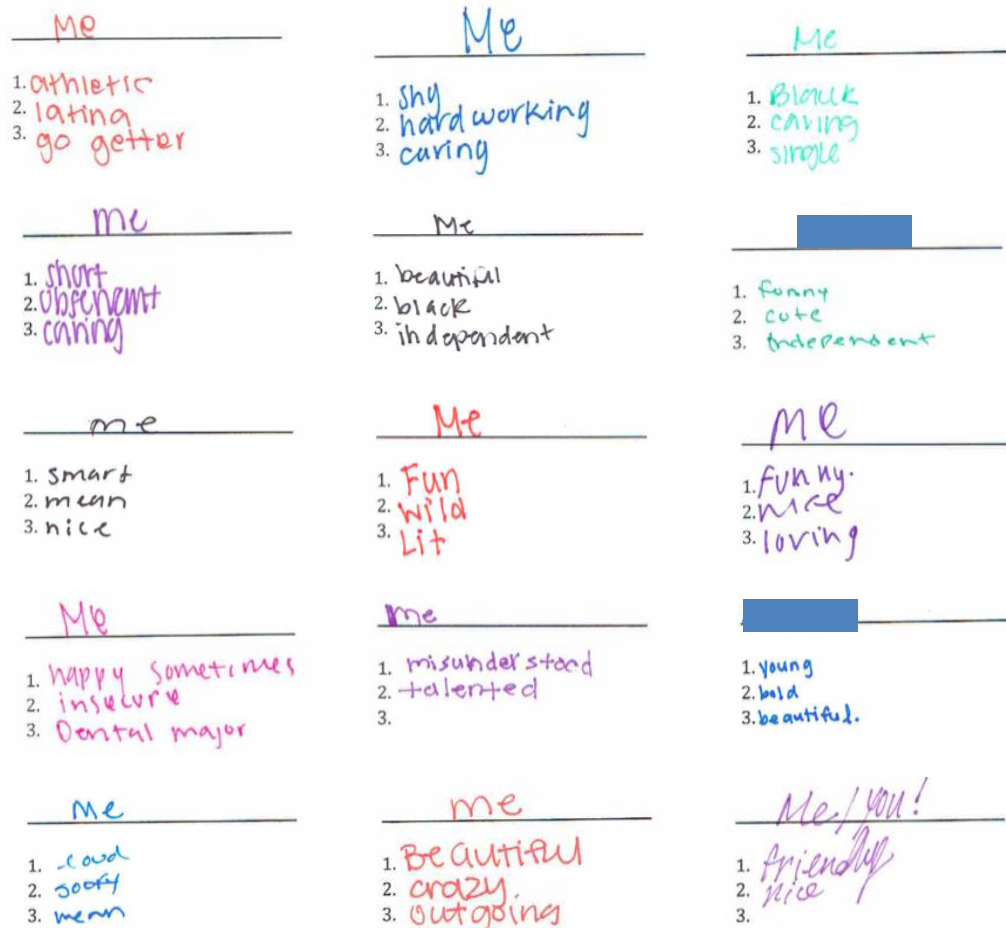 Me
1. athletic
2. latina
3. go getter
Me
1. shy
2. hard working
3. caring
Me
1. Blauk
2. caring
3. single
me
1. short
2. observamt
3. caring
Me
1. beautiful
2. black
3. independent
1. funny
2. cute
3. independent
me
1. smart
2. mean
3. nice
Me
1. Fun
2. Wild
3. Lit
ME
1. funny.
2. nice
3. loving
Me
1. happy sometimes
2. insecure
3. Dental major
me
1. misunderstood
2. talented
3.
1. young
2. bold
3. beautiful.
Me
1. Loud
2. goofy
3. mean
me
1. Beautiful
2. crazy.
3. outgoing
Me/you!
1. friendly
2. nice
3.